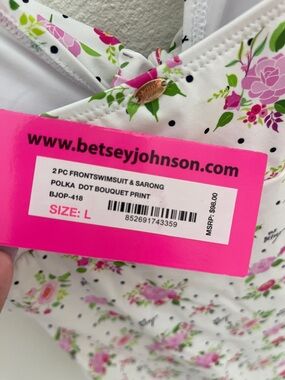 www.betseyjohnson.com
2 PC FRONTSWIMSUIT & SARONG
POLKA DOT BOUQUET PRINT
BJOP-418
SIZE: L
852691743359
MSRP: $98.00